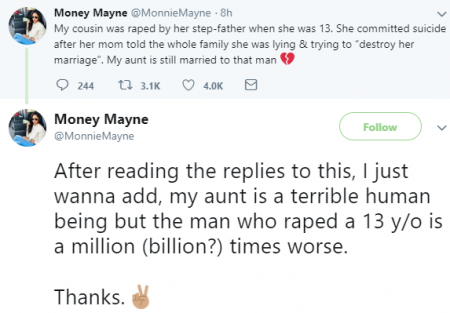 Money Mayne @MonnieMayne · 8h
My cousin was raped by her step-father when she was 13. She committed suicide
after her mom told the whole family she was lying & trying to "destroy her
marriage". My aunt is still married to that man 💔
244 3.1K 4.0K
Money Mayne
@MonnieMayne
Follow
After reading the replies to this, I just
wanna add, my aunt is a terrible human
being but the man who raped a 13 y/o is
a million (billion?) times worse.
Thanks. ✌🏼